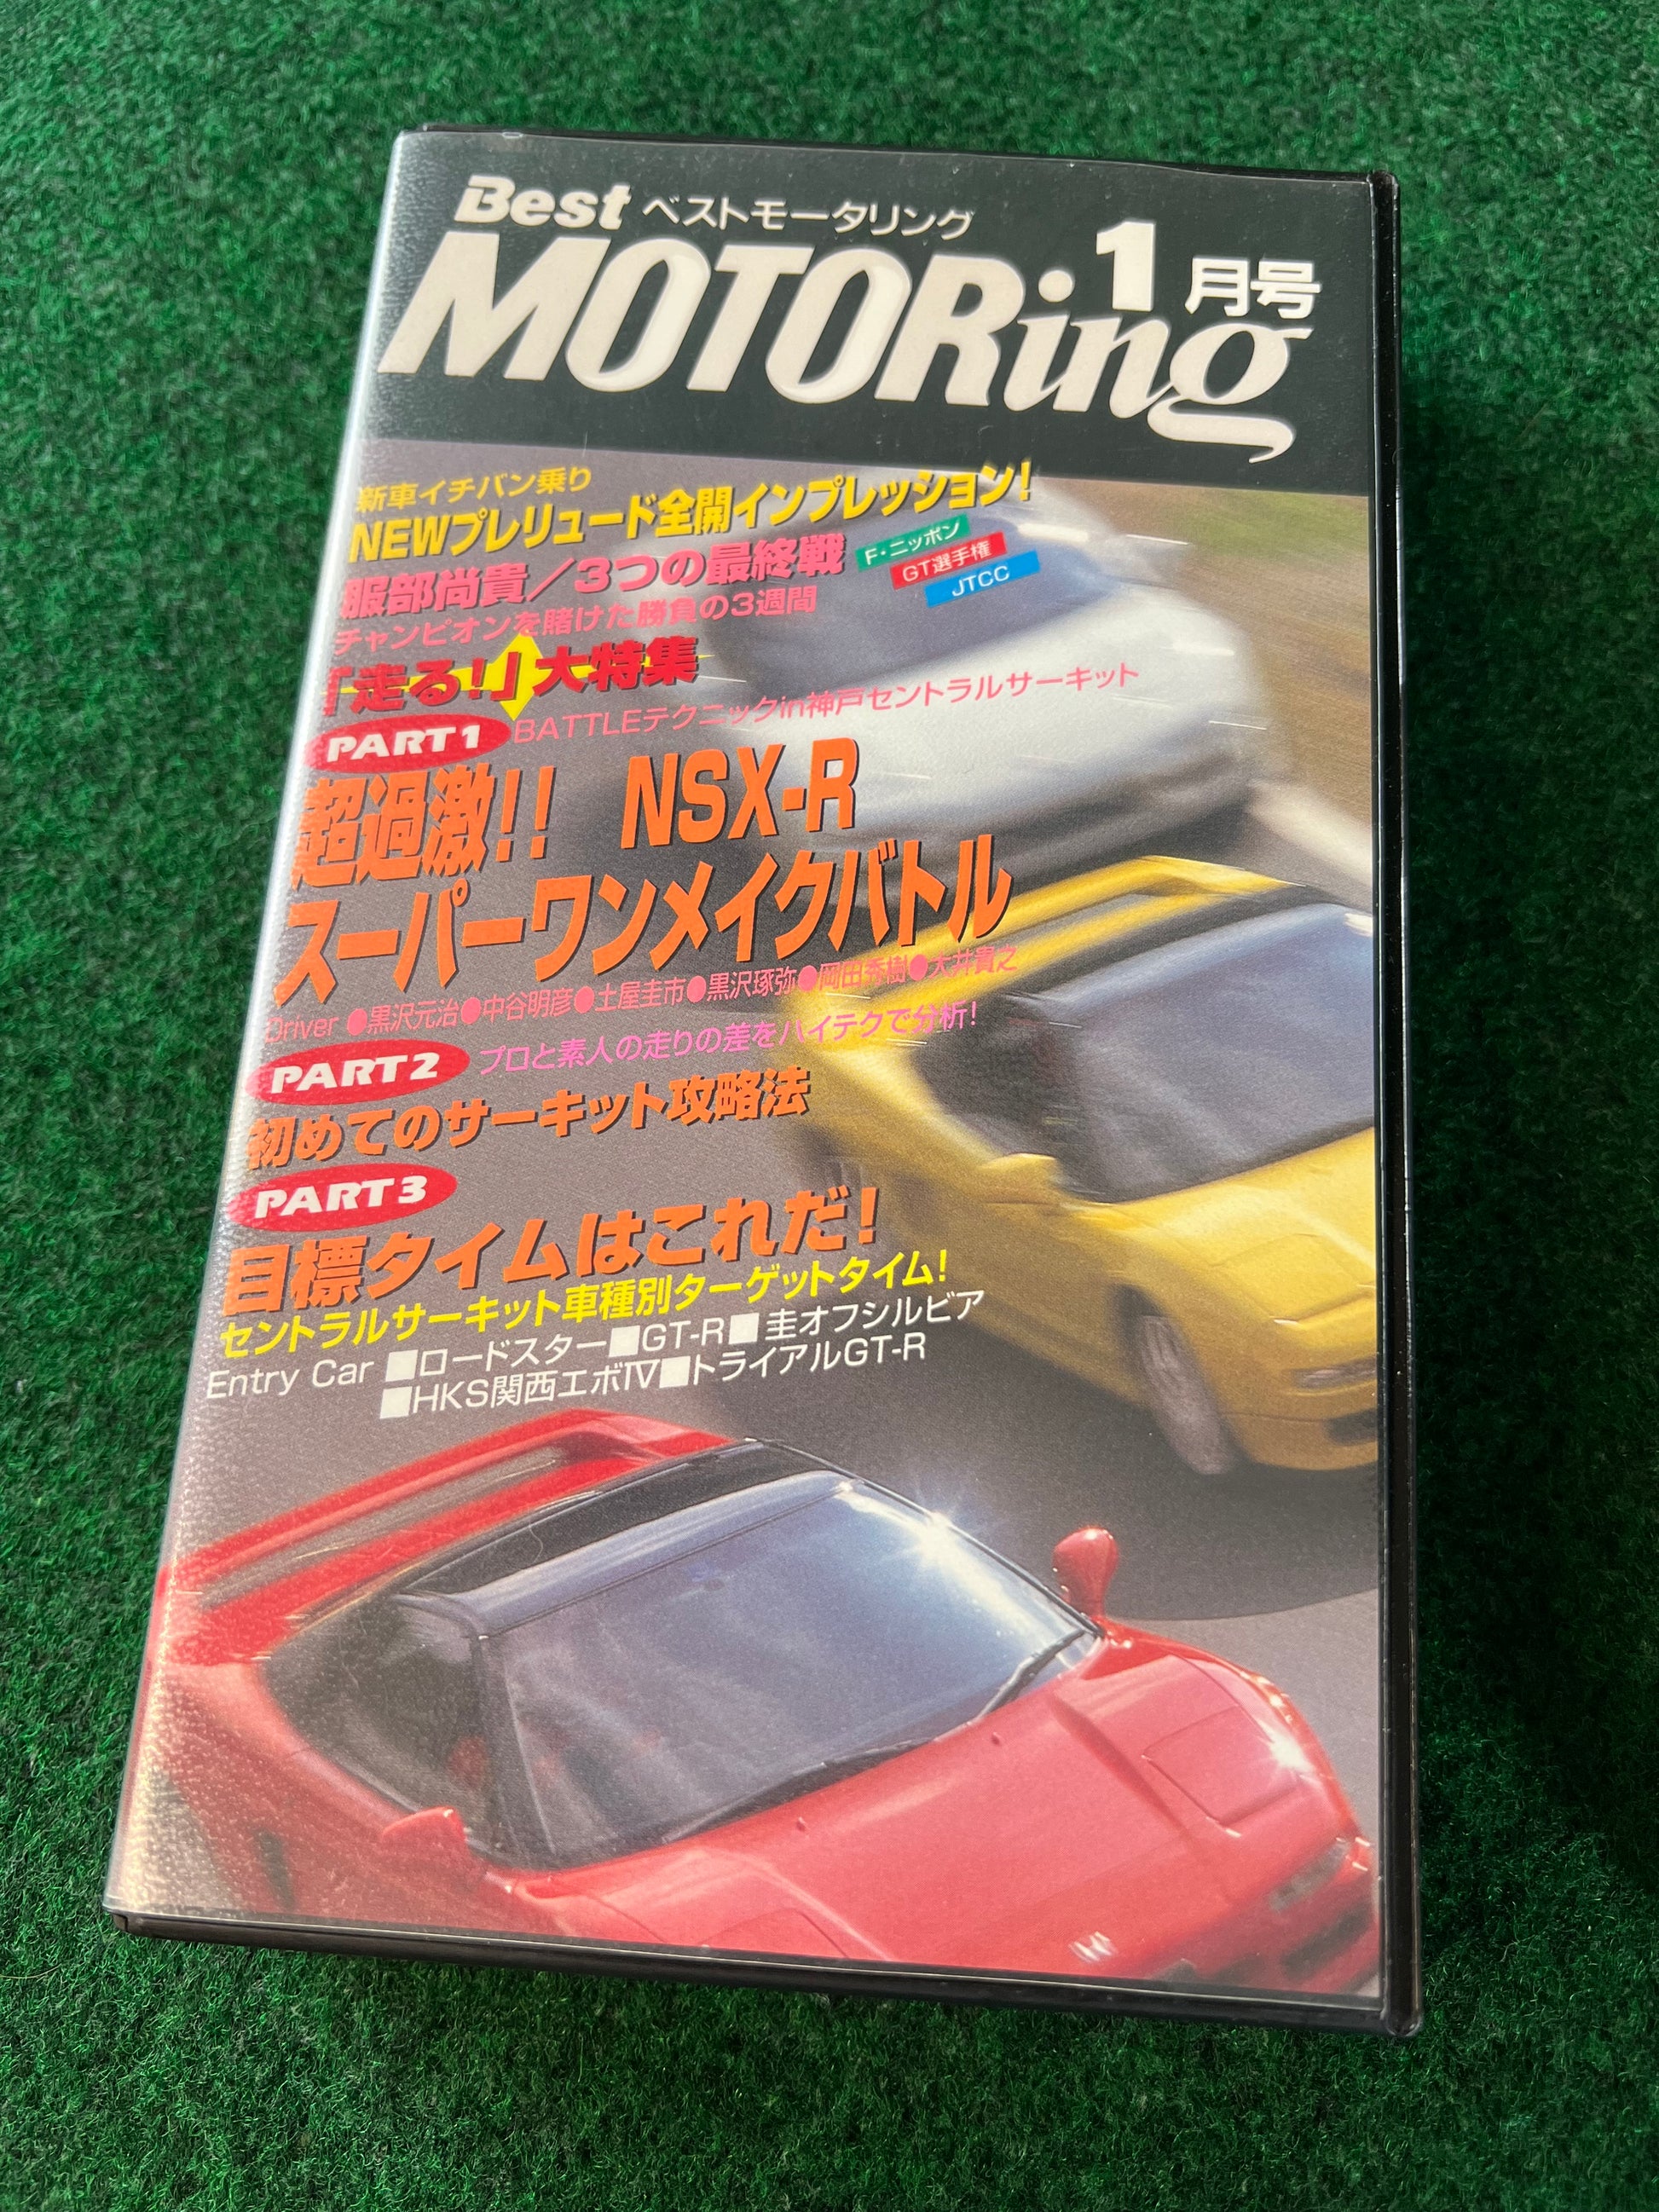 Best ベストモータリング
MOTORing
1月号
新車イチバン乗り
NEWプレリュード全開インプレッション!
服部尚貴/3つの最終戦
F・ニッポン
GT選手権
JTCC
チャンピオンを賭けた勝負の3週間
「走る!」大特集
PART1 BATTLEテクニックin神戸セントラルサーキット
超過激!! NSX-R
スーパーワンメイクバトル
Driver ●黒沢元治●中谷明彦●土屋圭市●黒沢琢弥●岡田秀樹●大井貴之
PART2 プロと素人の走りの差をハイテクで分析!
初めてのサーキット攻略法
PART3
目標タイムはこれだ!
セントラルサーキット車種別ターゲットタイム!
Entry Car ■ロードスター■GT-R■圭オフシルビア
■HKS関西エボⅣ■トライアルGT-R